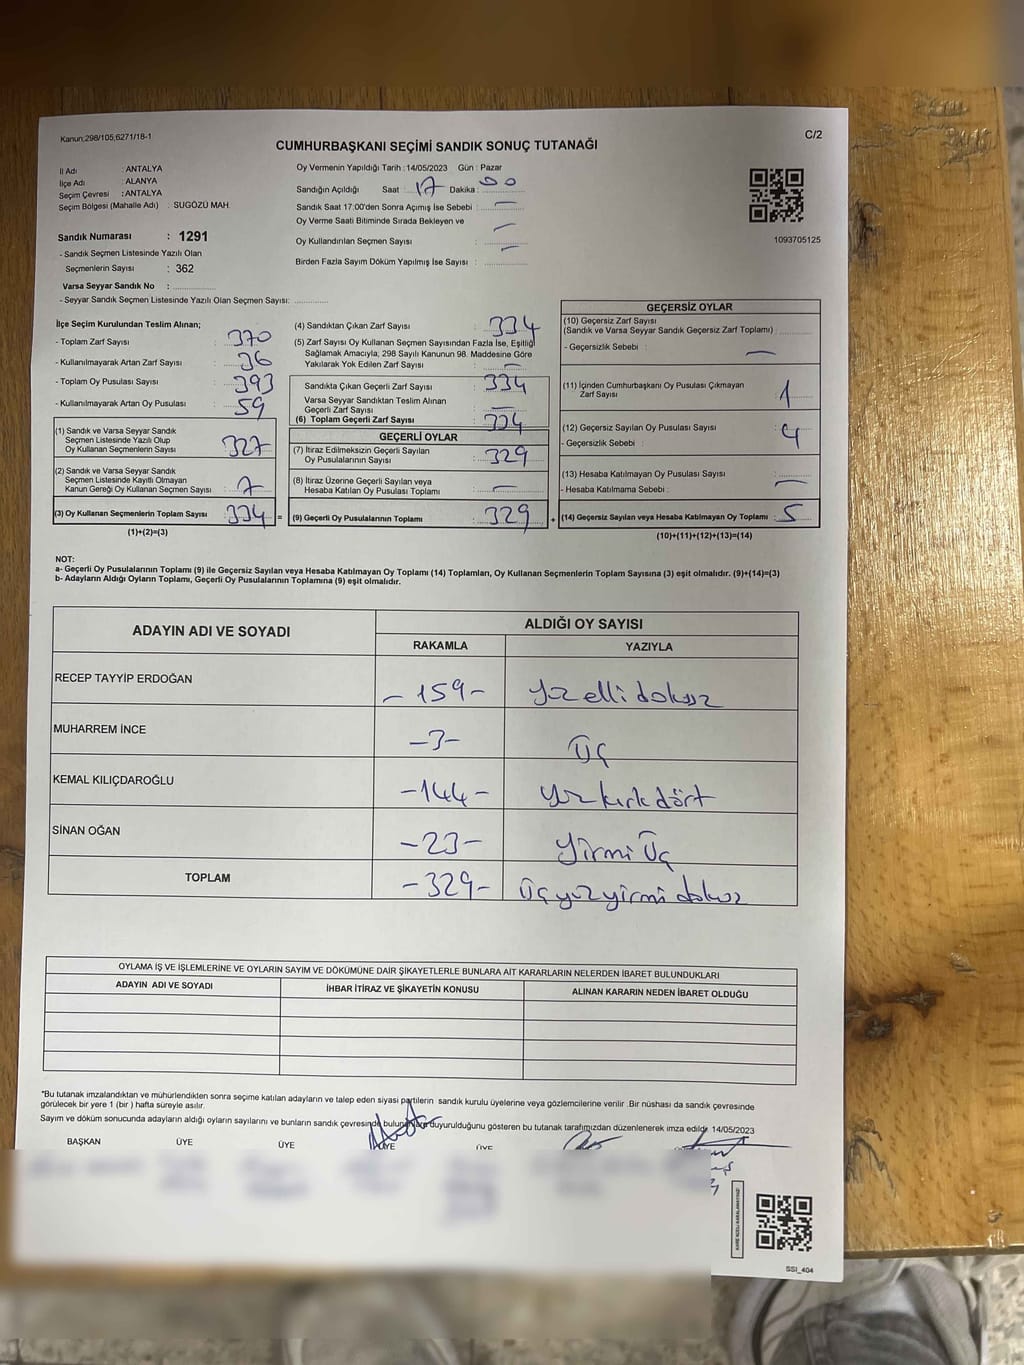 Kanun;298/105,6271/18-1
C/2
CUMHURBAŞKANI SEÇİMİ SANDIK SONUÇ TUTANAĞI
İl Adı : ANTALYA
İlçe Adı : ALANYA
Seçim Çevresi : ANTALYA
Seçim Bölgesi (Mahalle Adı) : SUGÖZÜ MAH.
Sandık Numarası : 1291
- Sandık Seçmen Listesinde Yazılı Olan
Seçmenlerin Sayısı : 362
Varsa Seyyar Sandık No : ....................
- Seyyar Sandık Seçmen Listesinde Yazılı Olan Seçmen Sayısı: ...............
Oy Vermenin Yapıldığı Tarih : 14/05/2023 Gün : Pazar
Sandığın Açıldığı Saat : 17 Dakika : 00
Sandık Saat 17:00'den Sonra Açımış İse Sebebi : —
Oy Verme Saati Bitiminde Sırada Bekleyen ve
Oy Kullandırılan Seçmen Sayısı : —
Birden Fazla Sayım Döküm Yapılmış İse Sayısı : —
1093705125
İlçe Seçim Kurulundan Teslim Alınan;
- Toplam Zarf Sayısı : 370
- Kullanılmayarak Artan Zarf Sayısı : 36
- Toplam Oy Pusulası Sayısı : 393
- Kullanılmayarak Artan Oy Pusulası : 59
(1) Sandık ve Varsa Seyyar Sandık
Seçmen Listesinde Yazılı Olup
Oy Kullanan Seçmenlerin Sayısı : 327
(2) Sandık ve Varsa Seyyar Sandık
Seçmen Listesinde Kayıtlı Olmayan
Kanun Gereği Oy Kullanan Seçmen Sayısı : 7
(3) Oy Kullanan Seçmenlerin Toplam Sayısı : 334 =
(1)+(2)=(3)
(4) Sandıktan Çıkan Zarf Sayısı : 334
(5) Zarf Sayısı Oy Kullanan Seçmen Sayısından Fazla İse, Eşitliği
Sağlamak Amacıyla; 298 Sayılı Kanunun 98. Maddesine Göre
Yakılarak Yok Edilen Zarf Sayısı : —
Sandıkta Çıkan Geçerli Zarf Sayısı : 334
Varsa Seyyar Sandıktan Teslim Alınan
Geçerli Zarf Sayısı : —
(6) Toplam Geçerli Zarf Sayısı : 334
GEÇERLİ OYLAR
(7) İtiraz Edilmeksizin Geçerli Sayılan
Oy Pusulalarının Sayısı : 329
(8) İtiraz Üzerine Geçerli Sayılan veya
Hesaba Katılan Oy Pusulası Toplamı : —
(9) Geçerli Oy Pusulalarının Toplamı : 329 +
GEÇERSİZ OYLAR
(10) Geçersiz Zarf Sayısı
(Sandık ve Varsa Seyyar Sandık Geçersiz Zarf Toplamı)
- Geçersizlik Sebebi : —
(11) İçinden Cumhurbaşkanı Oy Pusulası Çıkmayan
Zarf Sayısı : 1
(12) Geçersiz Sayılan Oy Pusulası Sayısı : 4
- Geçersizlik Sebebi :
(13) Hesaba Katılmayan Oy Pusulası Sayısı : —
- Hesaba Katılmama Sebebi :
(14) Geçersiz Sayılan veya Hesaba Katılmayan Oy Toplamı : 5
(10)+(11)+(12)+(13)=(14)
NOT:
a- Geçerli Oy Pusulalarının Toplamı (9) ile Geçersiz Sayılan veya Hesaba Katılmayan Oy Toplamı (14) Toplamları, Oy Kullanan Seçmenlerin Toplam Sayısına (3) eşit olmalıdır. (9)+(14)=(3)
b- Adayların Aldığı Oyların Toplamı, Geçerli Oy Pusulalarının Toplamına (9) eşit olmalıdır.
ADAYIN ADI VE SOYADI
ALDIĞI OY SAYISI
RAKAMLA YAZIYLA
RECEP TAYYİP ERDOĞAN -159- Yüz elli dokuz
MUHARREM İNCE -3- Üç
KEMAL KILIÇDAROĞLU -144- Yüz kırk dört
SİNAN OĞAN -23- Yirmi Üç
TOPLAM -329- Üç yüz yirmi dokuz
OYLAMA İŞ VE İŞLEMLERİNE VE OYLARIN SAYIM VE DÖKÜMÜNE DAİR ŞİKAYETLERLE BUNLARA AİT KARARLARIN NELERDEN İBARET BULUNDUKLARI
ADAYIN ADI VE SOYADI İHBAR İTİRAZ VE ŞİKAYETİN KONUSU ALINAN KARARIN NEDEN İBARET OLDUĞU
*Bu tutanak imzalandıktan ve mühürlendikten sonra seçime katılan adayların ve talep eden siyasi partilerin sandık kurulu üyelerine veya gözlemcilerine verilir .Bir nüshası da sandık çevresinde
görülecek bir yere 1 (bir ) hafta süreyle asılır.
Sayım ve döküm sonucunda adayların aldığı oyların sayılarını ve bunların sandık çevresinde duyurulduğunu gösteren bu tutanak tarafımızdan düzenlenerek imza edildi. 14/05/2023
BAŞKAN ÜYE ÜYE ÜYE ÜYE
SSI_404